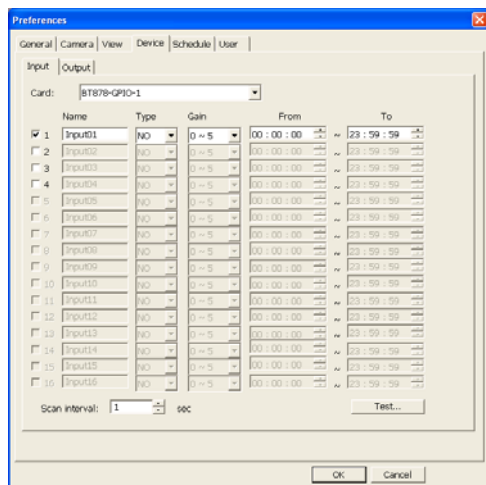 Preferences
General Camera View Device Schedule User
Input Output
Card: BT878-GPIO-1
Name Type Gain From To
1 Input01 NO 0 ~ 5 00 : 00 : 00 ~ 23 : 59 : 59
2 Input02 NO 0 ~ 5 00 : 00 : 00 ~ 23 : 59 : 59
3 Input03 NO 0 ~ 5 00 : 00 : 00 ~ 23 : 59 : 59
4 Input04 NO 0 ~ 5 00 : 00 : 00 ~ 23 : 59 : 59
5 Input05 NO 0 ~ 5 00 : 00 : 00 ~ 23 : 59 : 59
6 Input06 NO 0 ~ 5 00 : 00 : 00 ~ 23 : 59 : 59
7 Input07 NO 0 ~ 5 00 : 00 : 00 ~ 23 : 59 : 59
8 Input08 NO 0 ~ 5 00 : 00 : 00 ~ 23 : 59 : 59
9 Input09 NO 0 ~ 5 00 : 00 : 00 ~ 23 : 59 : 59
10 Input10 NO 0 ~ 5 00 : 00 : 00 ~ 23 : 59 : 59
11 Input11 NO 0 ~ 5 00 : 00 : 00 ~ 23 : 59 : 59
12 Input12 NO 0 ~ 5 00 : 00 : 00 ~ 23 : 59 : 59
13 Input13 NO 0 ~ 5 00 : 00 : 00 ~ 23 : 59 : 59
14 Input14 NO 0 ~ 5 00 : 00 : 00 ~ 23 : 59 : 59
15 Input15 NO 0 ~ 5 00 : 00 : 00 ~ 23 : 59 : 59
16 Input16 NO 0 ~ 5 00 : 00 : 00 ~ 23 : 59 : 59
Scan interval: 1 sec Test...
OK Cancel